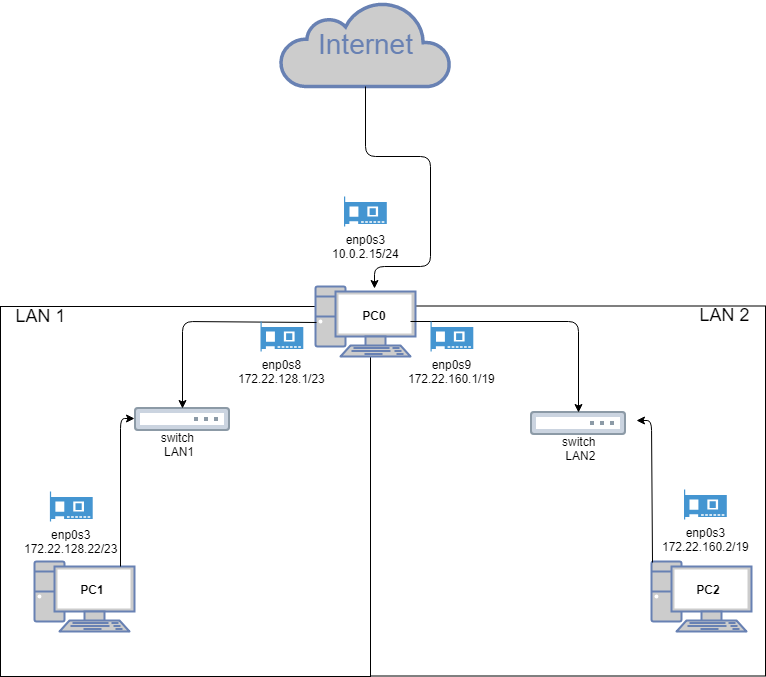 Internet
enp0s3
10.0.2.15/24
LAN 1
PC0
LAN 2
enp0s8
172.22.128.1/23
enp0s9
172.22.160.1/19
switch
LAN1
switch
LAN2
enp0s3
172.22.128.22/23
enp0s3
172.22.160.2/19
PC1
PC2